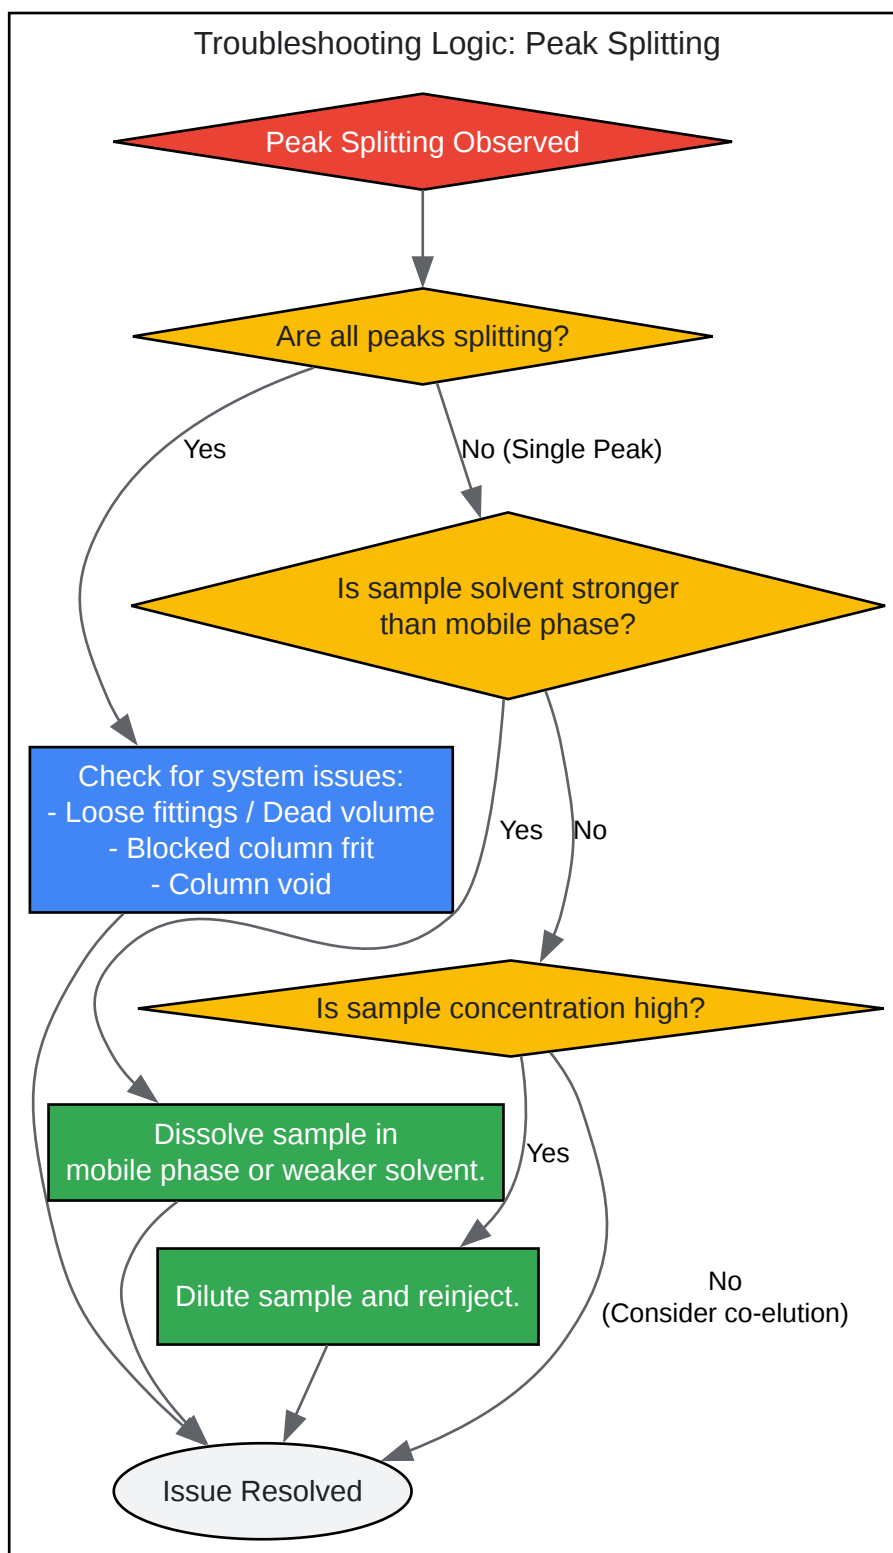 Troubleshooting Logic: Peak Splitting
Peak Splitting Observed
Are all peaks splitting?
Yes
No (Single Peak)
Is sample solvent stronger
than mobile phase?
Check for system issues:
- Loose fittings / Dead volume
- Blocked column frit
- Column void
Yes
No
Is sample concentration high?
Dissolve sample in
mobile phase or weaker solvent.
Yes
Dilute sample and reinject.
No
(Consider co-elution)
Issue Resolved